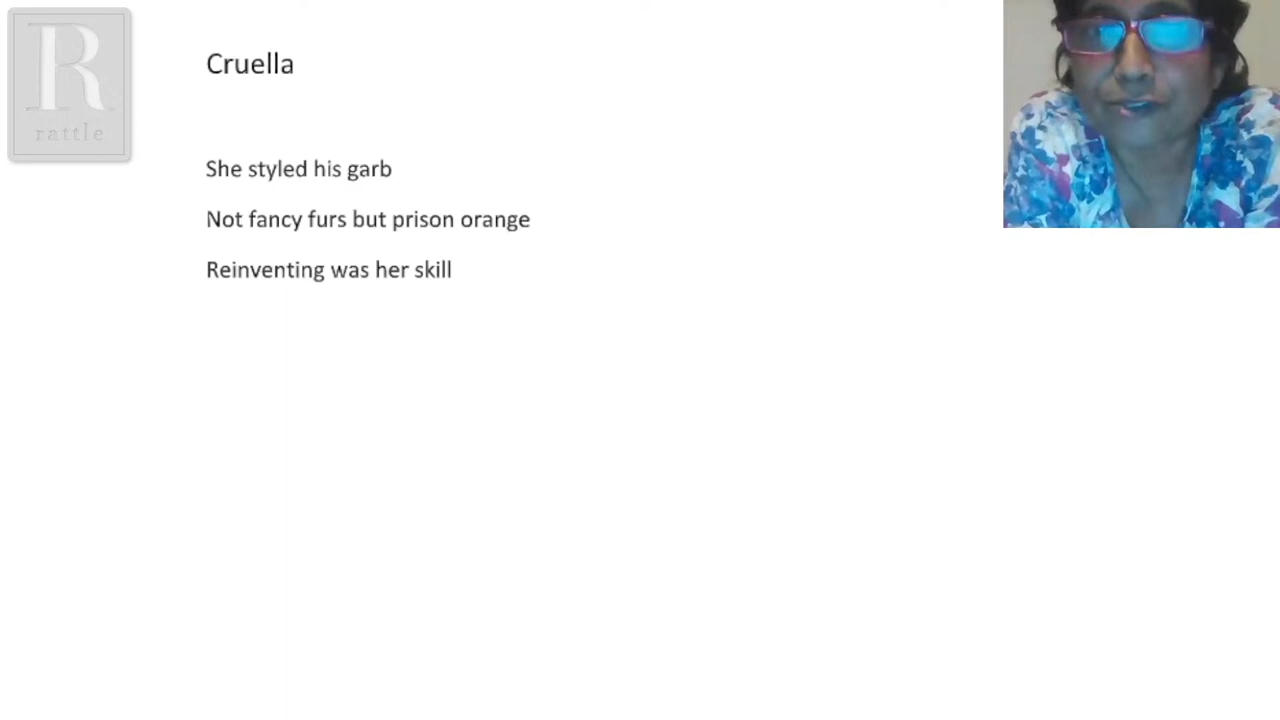 R
rattle
Cruella
She styled his garb
Not fancy furs but prison orange
Reinventing was her skill